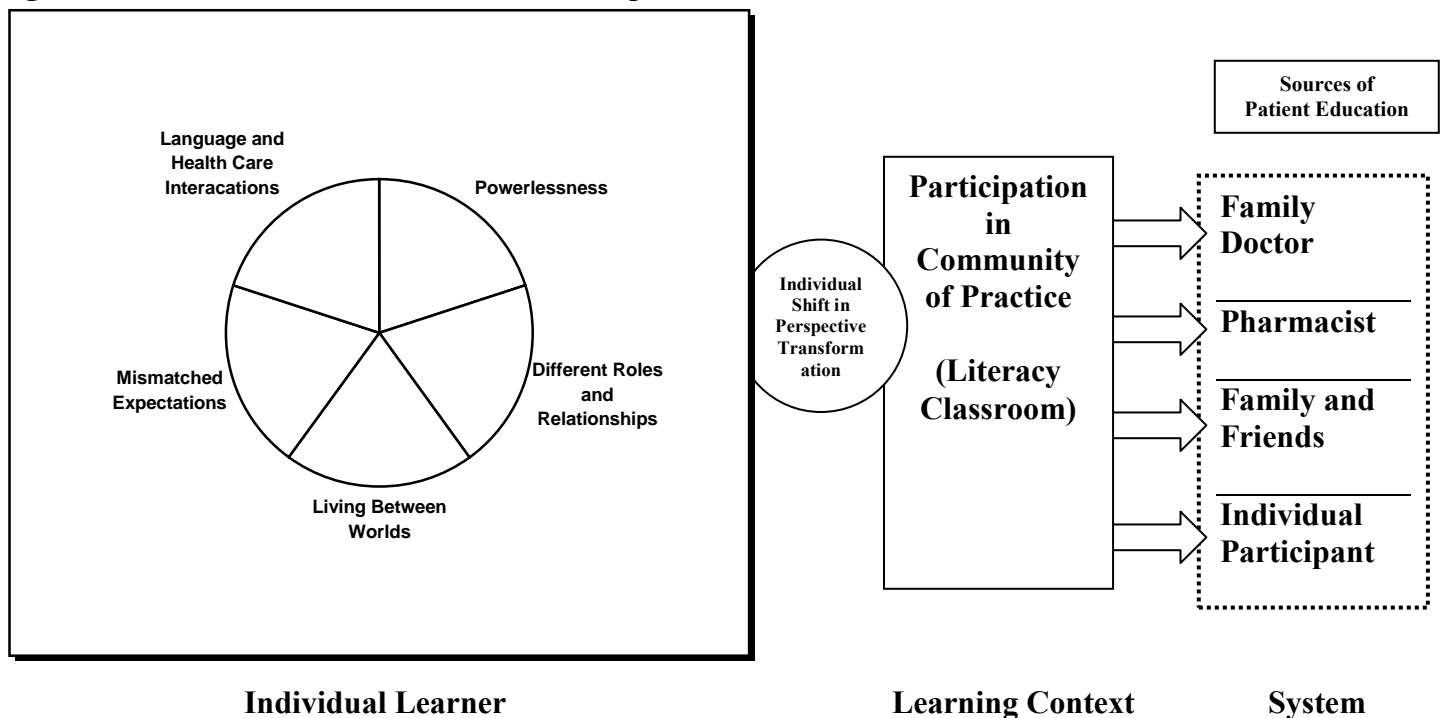 Sources of
Patient Education
Language and
Health Care
Interacations
Powerlessness
Mismatched
Expectations
Different Roles
and
Relationships
Living Between
Worlds
Individual
Shift in
Perspective
Transform
ation
Participation
in
Community
of Practice
(Literacy
Classroom)
Family
Doctor
Pharmacist
Family and
Friends
Individual
Participant
Individual Learner
Learning Context
System